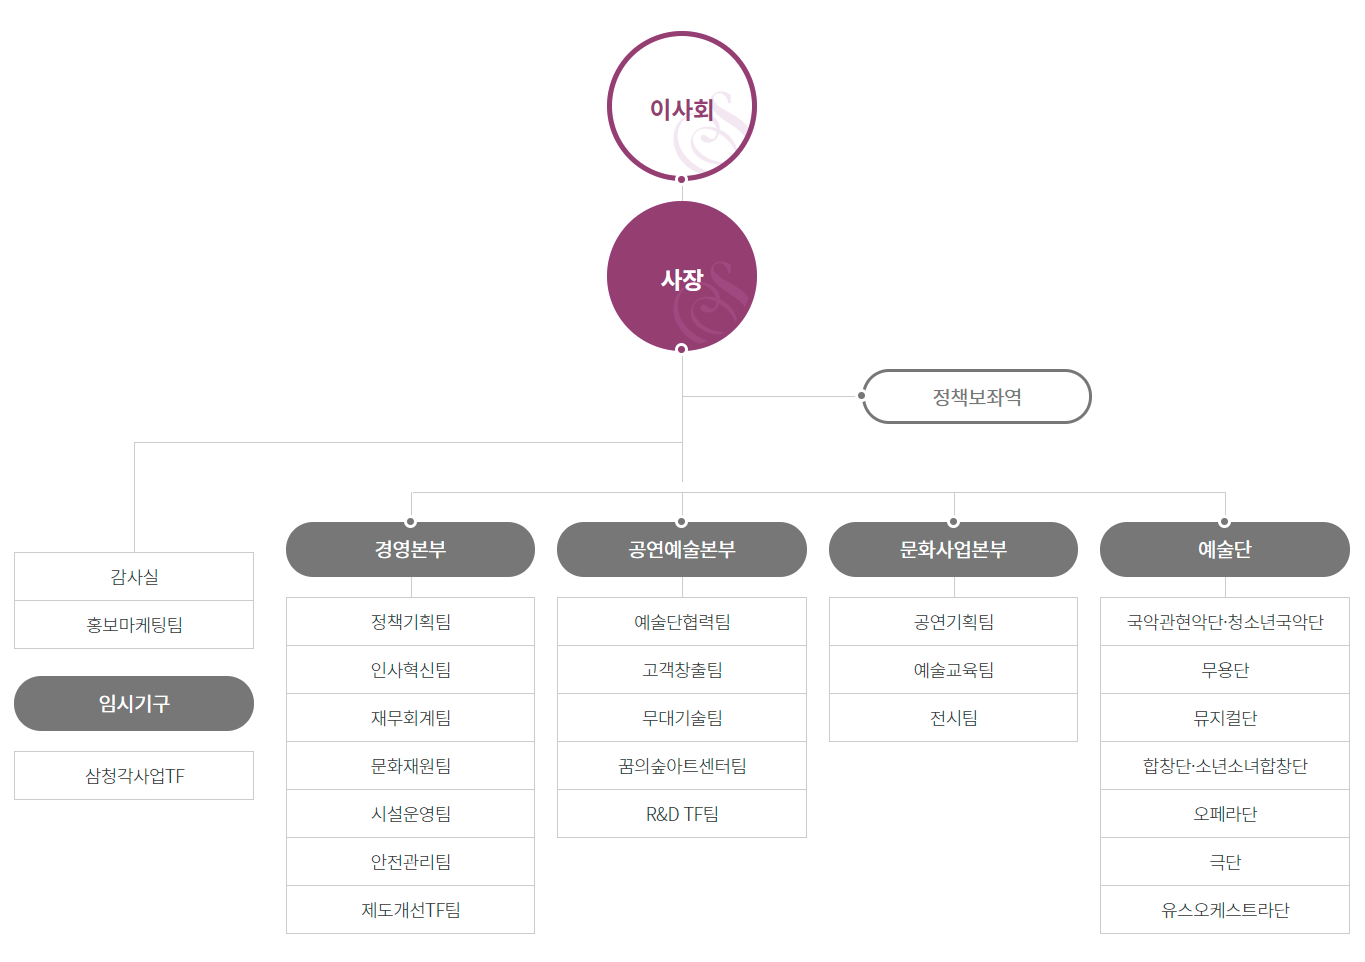 이사회
사장
정책보좌역
감사실
홍보마케팅팀
임시기구
삼청각사업TF
경영본부
정책기획팀
인사혁신팀
재무회계팀
문화재원팀
시설운영팀
안전관리팀
제도개선TF팀
공연예술본부
예술단협력팀
고객창출팀
무대기술팀
꿈의숲아트센터팀
R&D TF팀
문화사업본부
공연기획팀
예술교육팀
전시팀
예술단
국악관현악단·청소년국악단
무용단
뮤지컬단
합창단·소년소녀합창단
오페라단
극단
유스오케스트라단